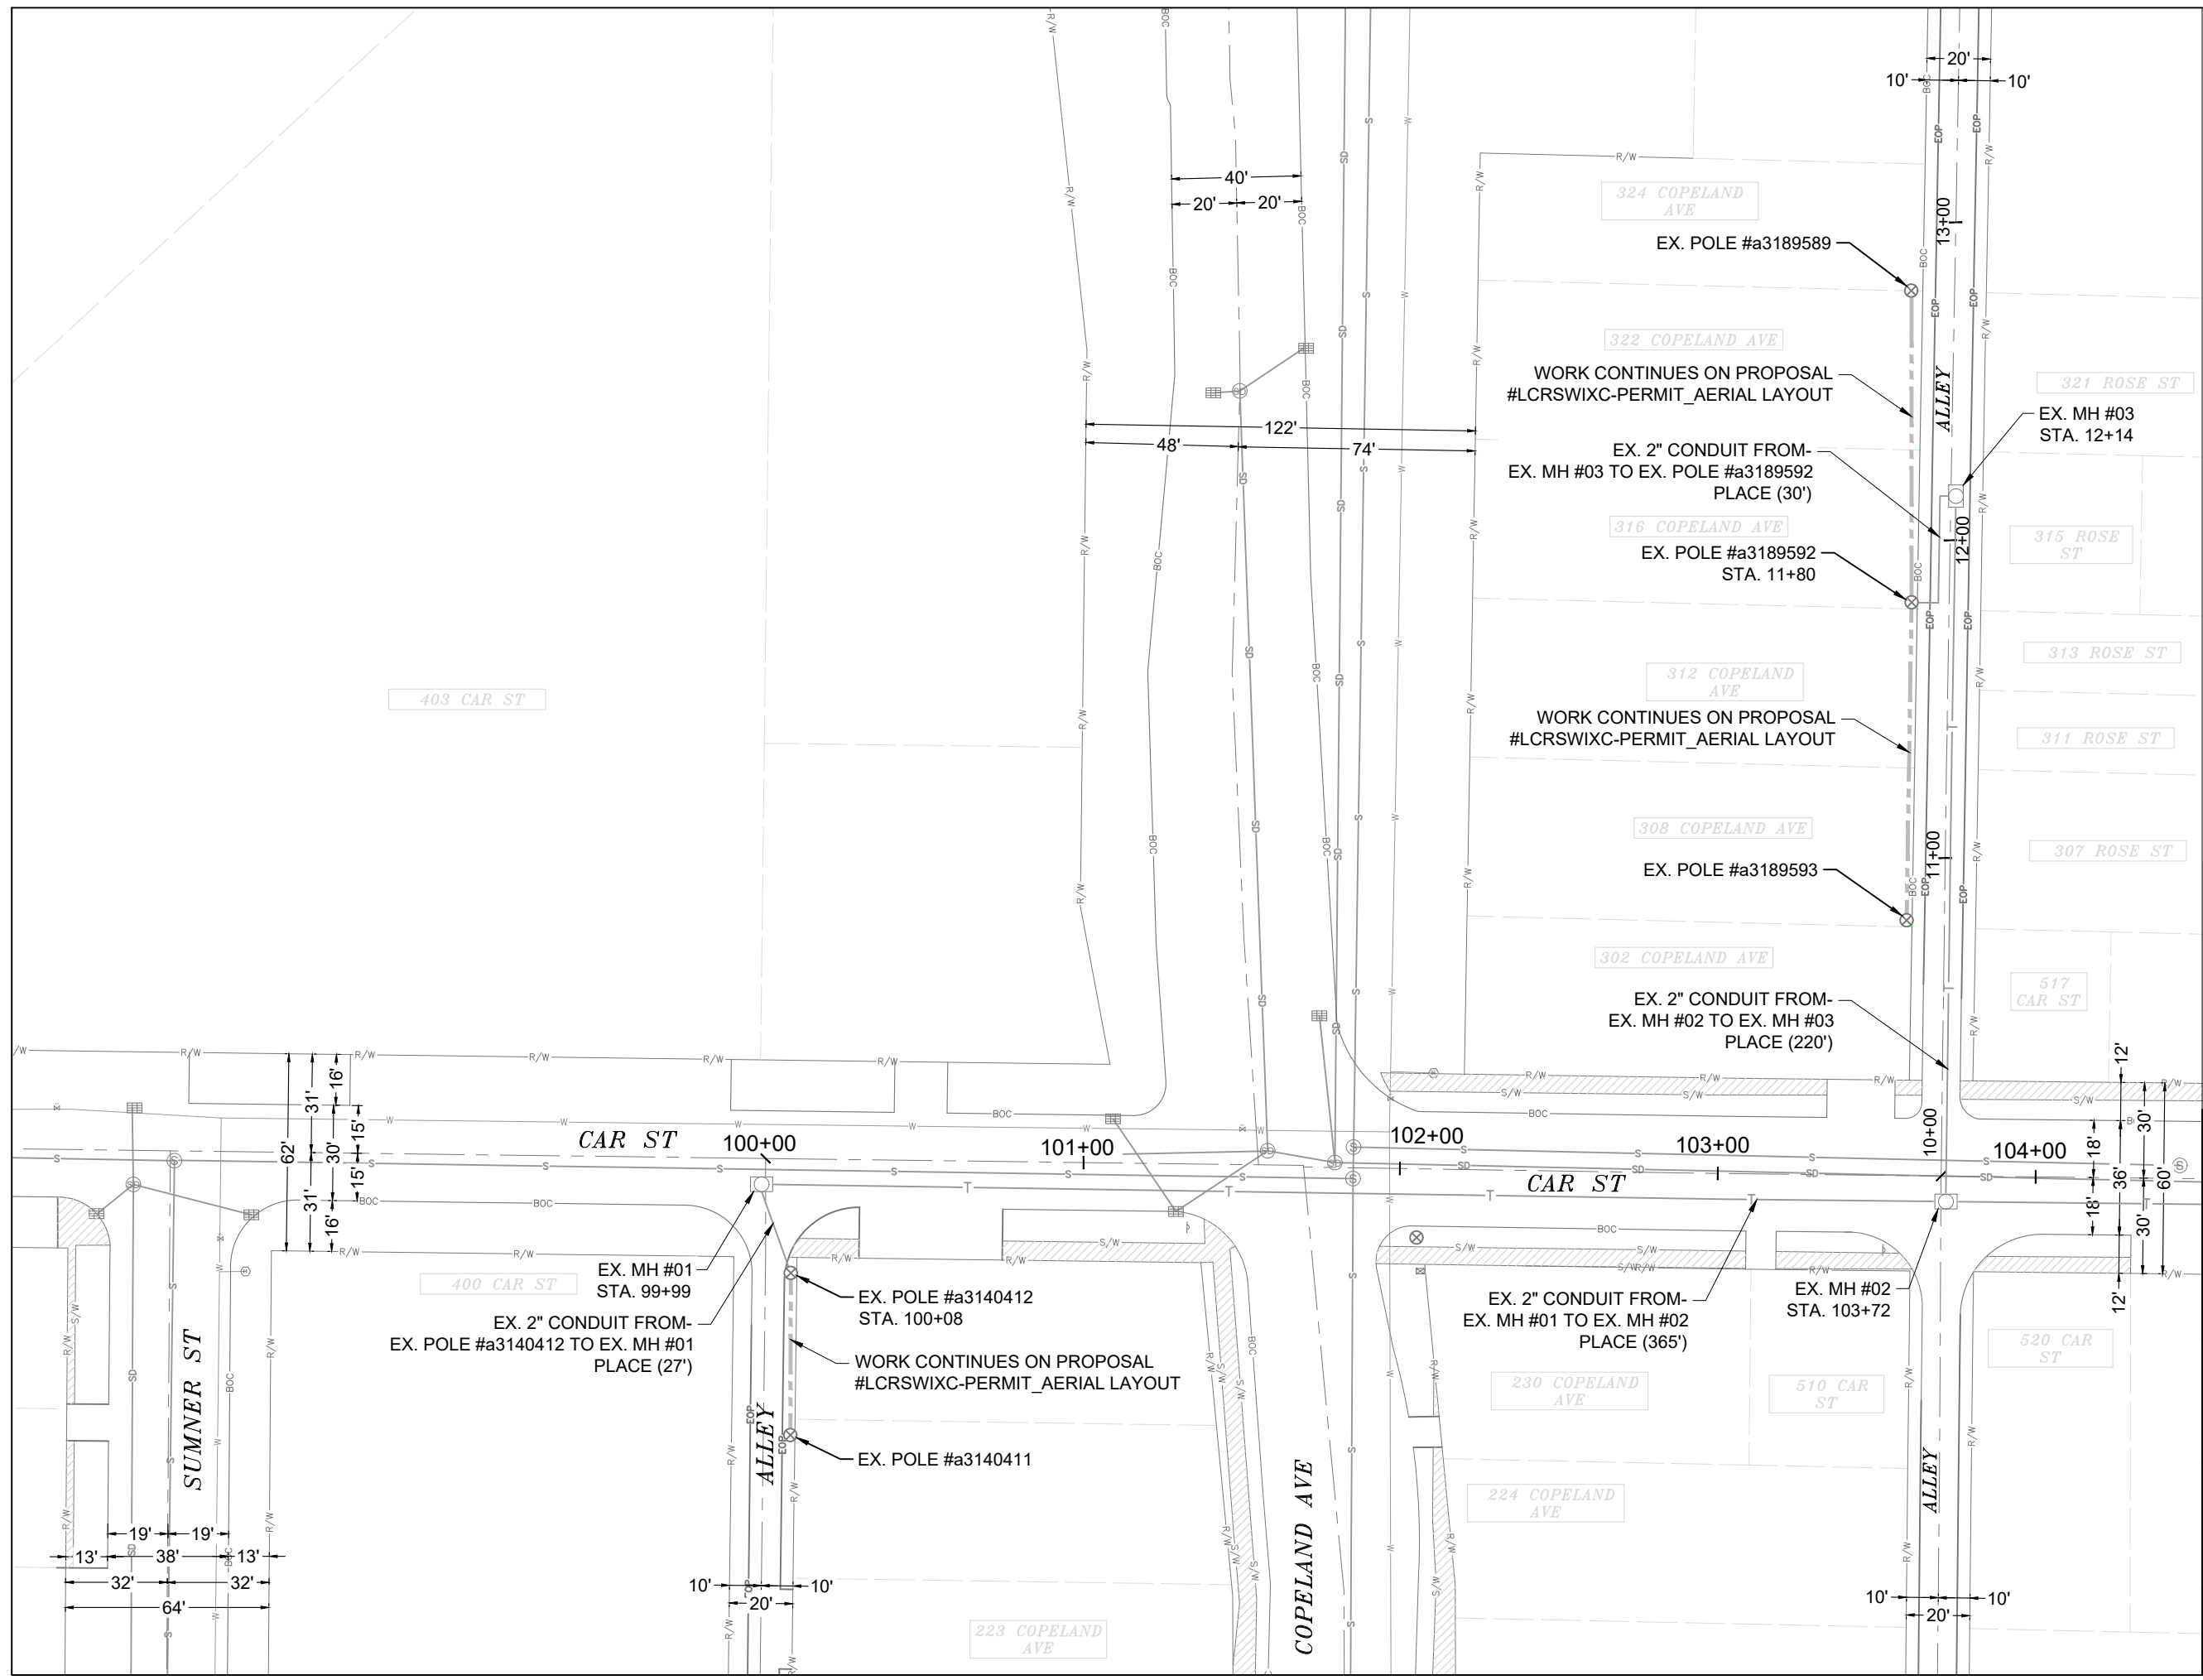 20'
10'
10'
40'
20'
20'
324 COPELAND
AVE
13+00
EX. POLE #a3189589
322 COPELAND AVE
WORK CONTINUES ON PROPOSAL
#LCRSWIXC-PERMIT_AERIAL LAYOUT
ALLEY
321 ROSE ST
EX. MH #03
STA. 12+14
122'
48'
74'
EX. 2" CONDUIT FROM-
EX. MH #03 TO EX. POLE #a3189592
PLACE (30')
316 COPELAND AVE
12+00
315 ROSE
ST
EX. POLE #a3189592
STA. 11+80
313 ROSE ST
312 COPELAND
AVE
403 CAR ST
WORK CONTINUES ON PROPOSAL
#LCRSWIXC-PERMIT_AERIAL LAYOUT
311 ROSE ST
308 COPELAND AVE
11+00
307 ROSE ST
EX. POLE #a3189593
302 COPELAND AVE
517
CAR ST
EX. 2" CONDUIT FROM-
EX. MH #02 TO EX. MH #03
PLACE (220')
62'
31'
31'
16'
15'
30'
15'
16'
CAR ST
100+00
101+00
102+00
103+00
10+00
104+00
CAR ST
12'
18'
36'
18'
12'
30'
30'
60'
400 CAR ST
EX. MH #01
STA. 99+99
EX. 2" CONDUIT FROM-
EX. POLE #a3140412 TO EX. MH #01
PLACE (27')
EX. POLE #a3140412
STA. 100+08
WORK CONTINUES ON PROPOSAL
#LCRSWIXC-PERMIT_AERIAL LAYOUT
EX. POLE #a3140411
EX. 2" CONDUIT FROM-
EX. MH #01 TO EX. MH #02
PLACE (365')
EX. MH #02
STA. 103+72
520 CAR
ST
230 COPELAND
AVE
510 CAR
ST
224 COPELAND
AVE
SUMNER ST
ALLEY
COPELAND AVE
ALLEY
19'
19'
13'
38'
13'
32'
32'
64'
10'
10'
20'
223 COPELAND
AVE
10'
10'
20'
R/W
BOC
EOP
SD
S
W
S/W
T